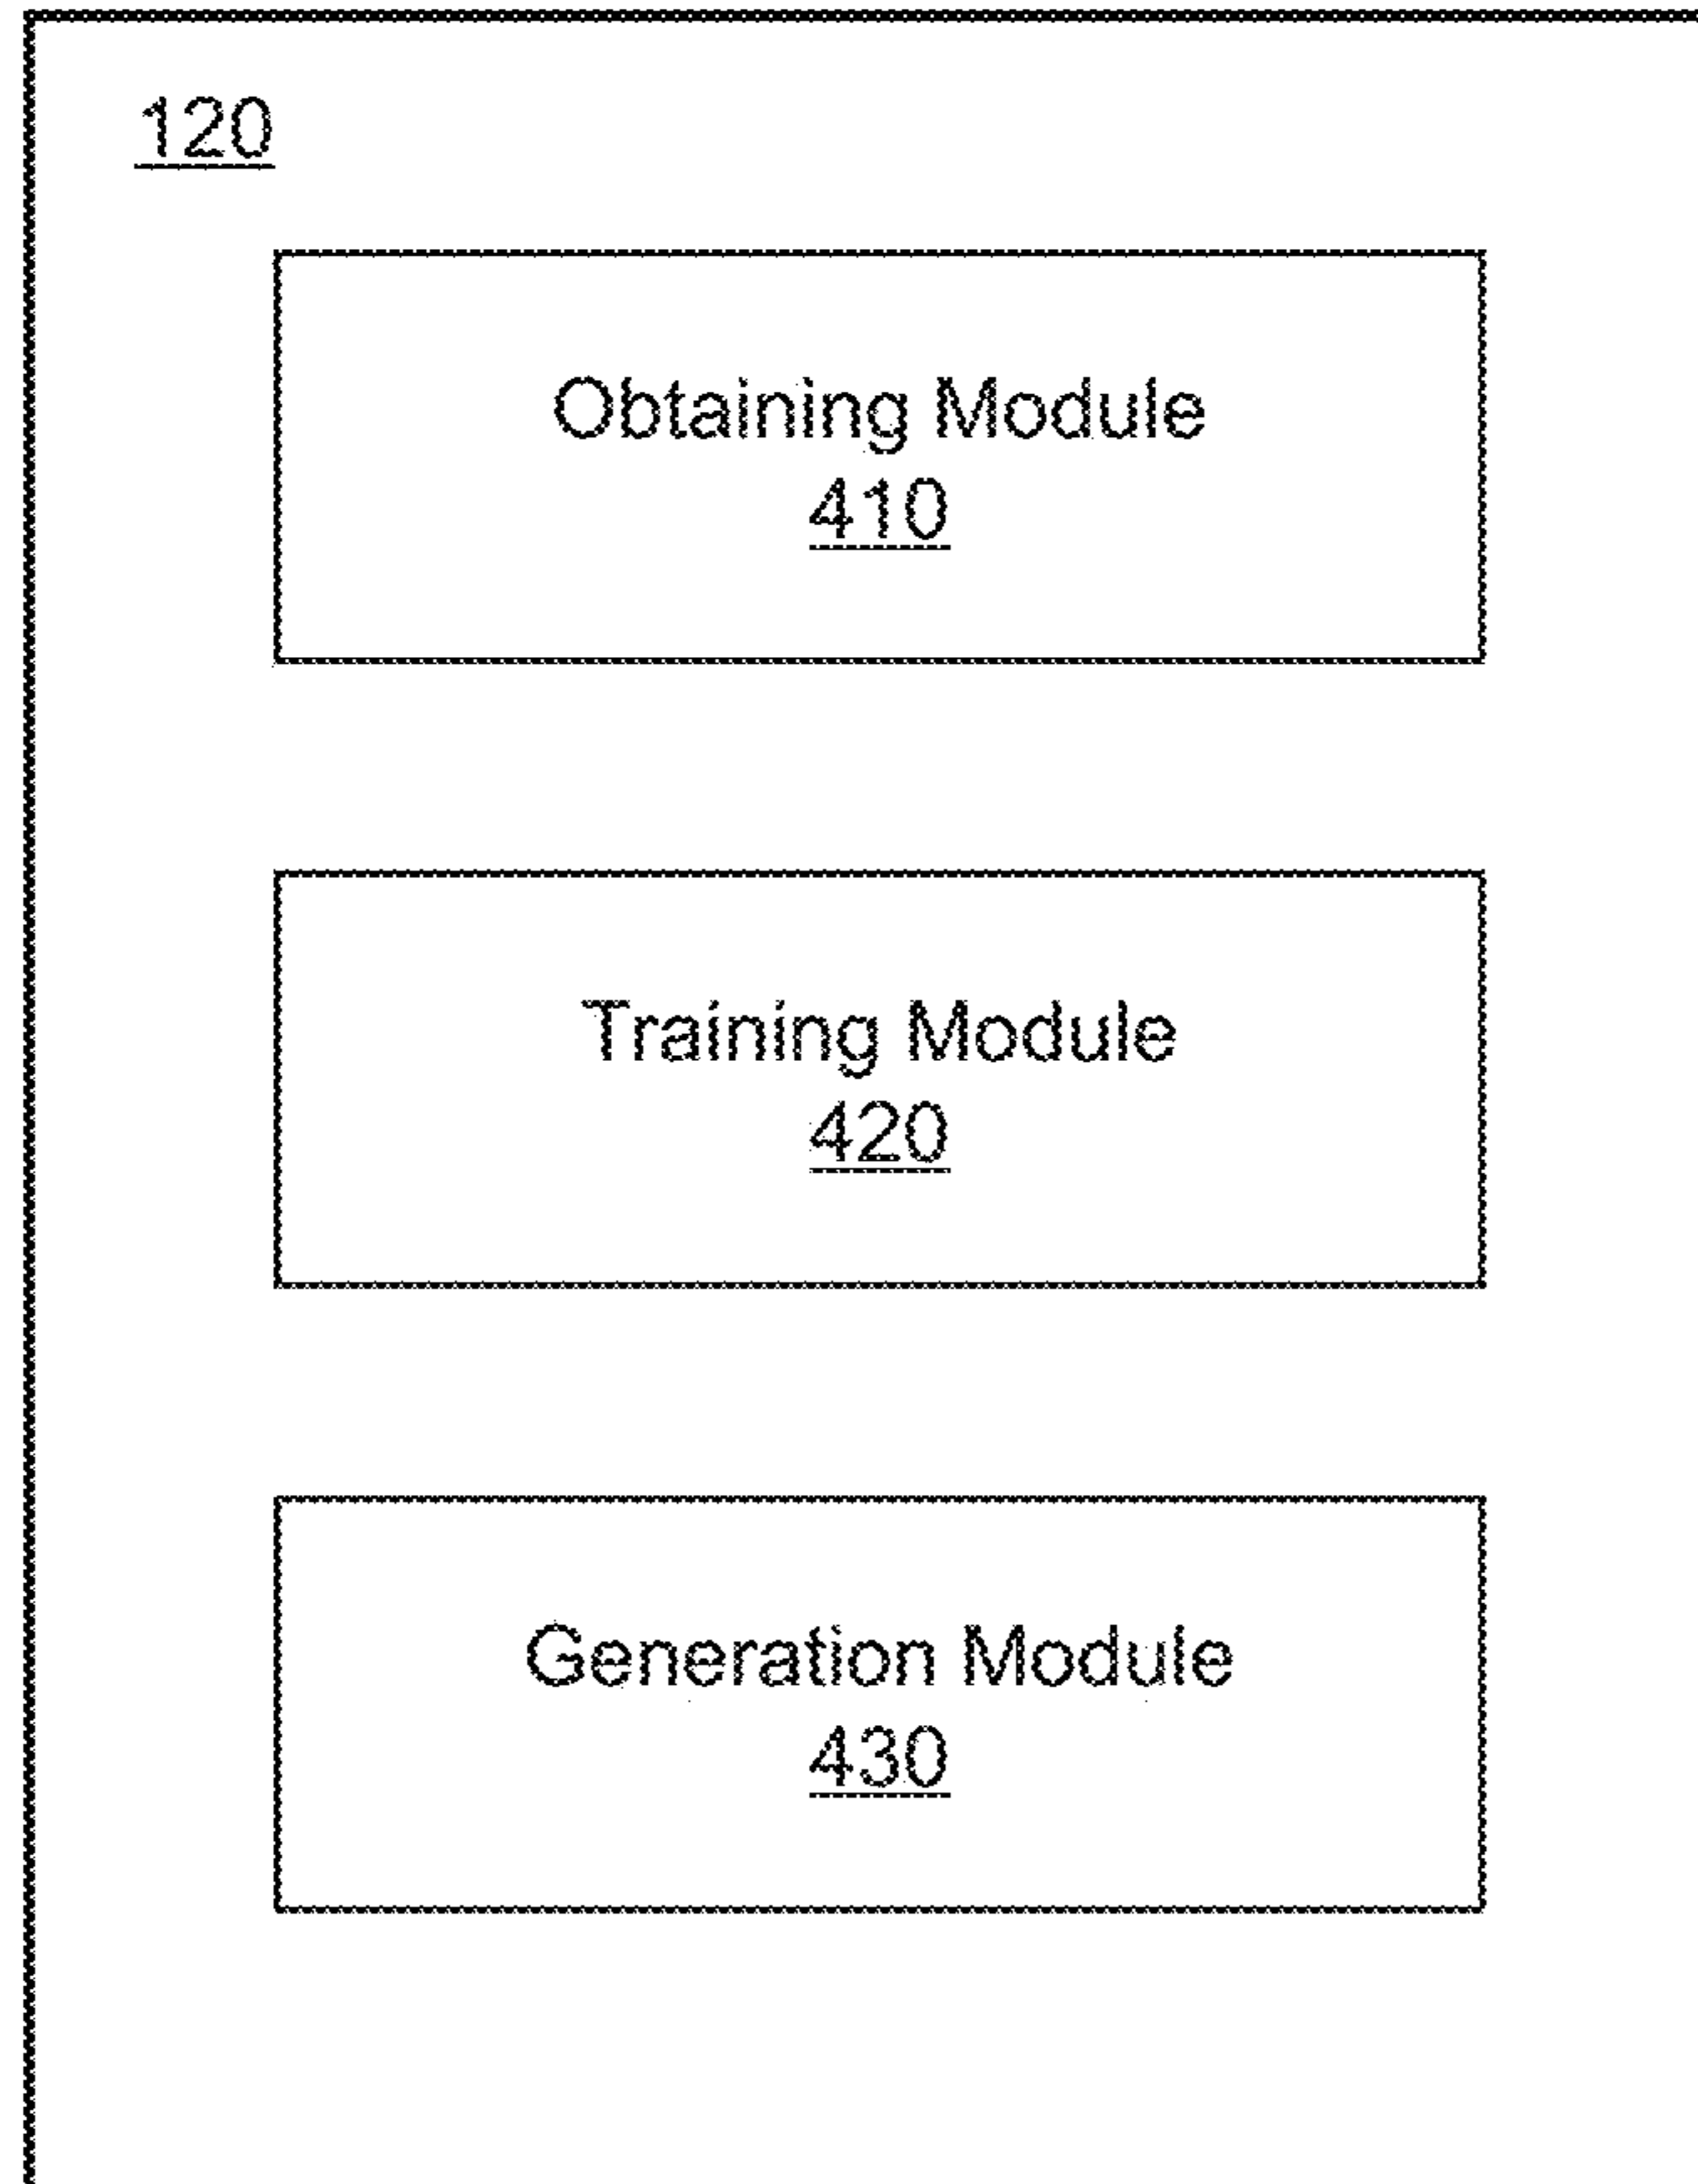 120
Obtaining Module
410
Training Module
420
Generation Module
430